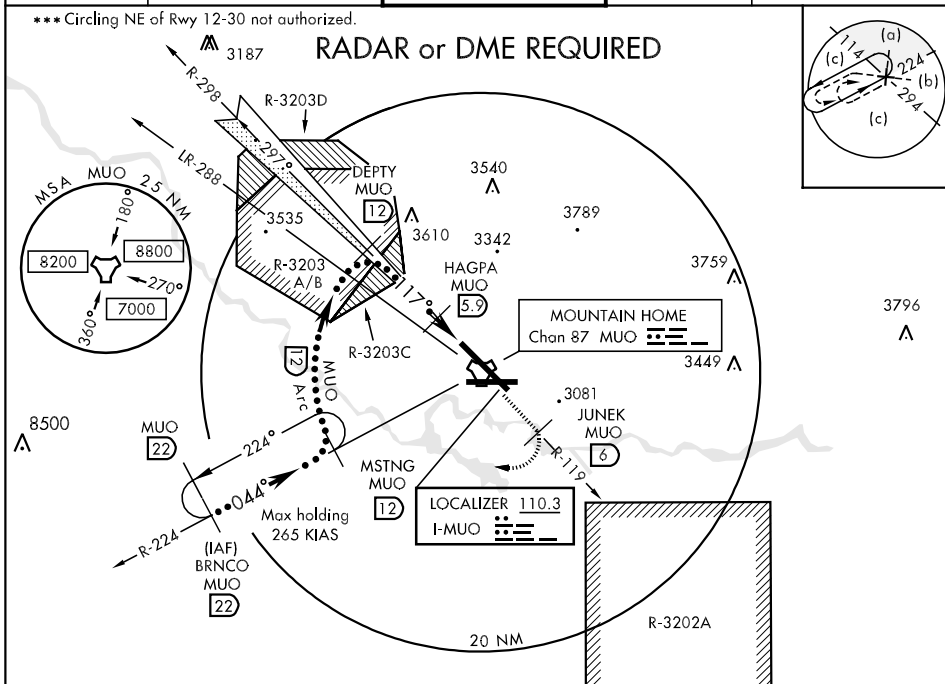 *** Circling NE of Rwy 12-30 not authorized.
RADAR or DME REQUIRED
3187
R-298
R-3203D
297°
LR-288
DEPTY
MUO
12
3540
3535
3610
3789
3342
R-3203
A/B
HAGPA
MUO
5.9
117°
3759
3796
MSA MUO 25 NM
180°
8200
8800
270°
7000
360°
R-3203C
MOUNTAIN HOME
Chan 87 MUO
3449
12
MUO
Arc
3081
JUNEK
MUO
6
8500
MUO
22
224°
MSTNG
MUO
12
R-119
044°
Max holding
265 KIAS
LOCALIZER 110.3
I-MUO
R-224
(IAF)
BRNCO
MUO
22
R-3202A
20 NM
(a)
114
(c)
224
(b)
294
(c)